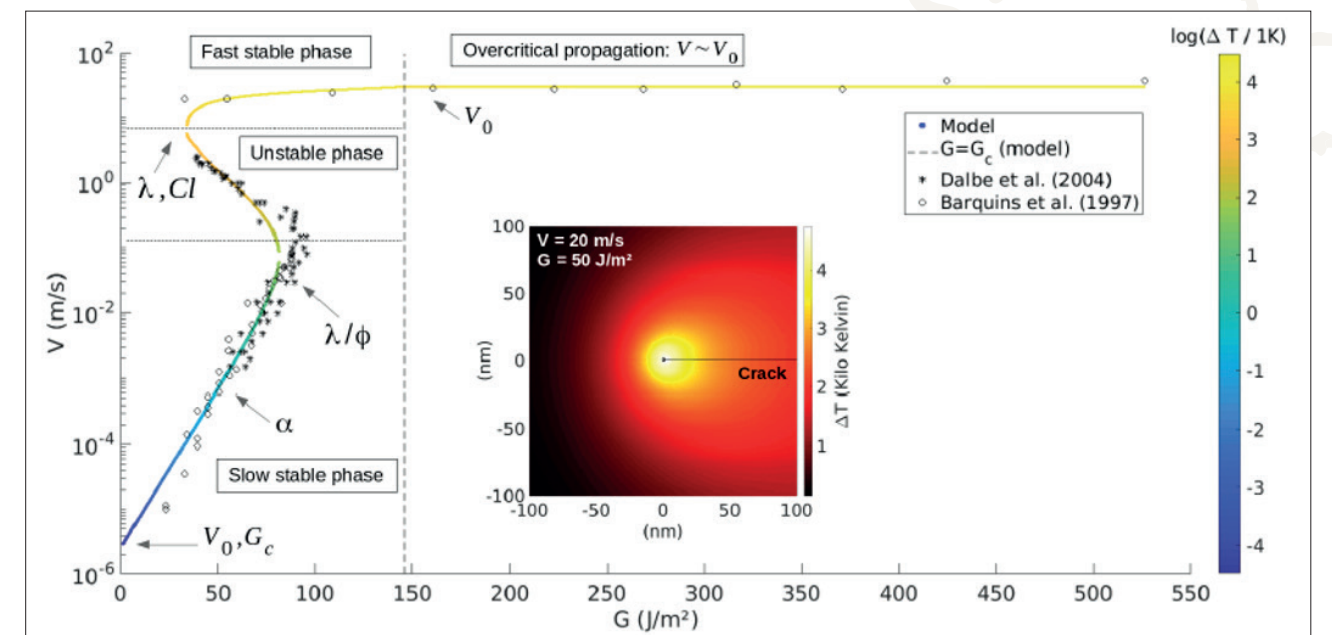 log(Δ T / 1K)
10²
Fast stable phase
Overcritical propagation: V ~ V₀
V₀
Model
G=G_c (model)
Dalbe et al. (2004)
Barquins et al. (1997)
Unstable phase
λ, Cl
10⁰
V (m/s)
10⁻²
λ/ϕ
α
10⁻⁴
Slow stable phase
V₀, G_c
10⁻⁶
0 50 100 150 200 250 300 350 400 450 500 550
G (J/m²)
V = 20 m/s
G = 50 J/m²
Crack
100
50
0
-50
-100
(nm)
-100 -50 0 50 100
(nm)
4
3
2
1
ΔT (Kilo Kelvin)
4
3
2
1
0
-1
-2
-3
-4